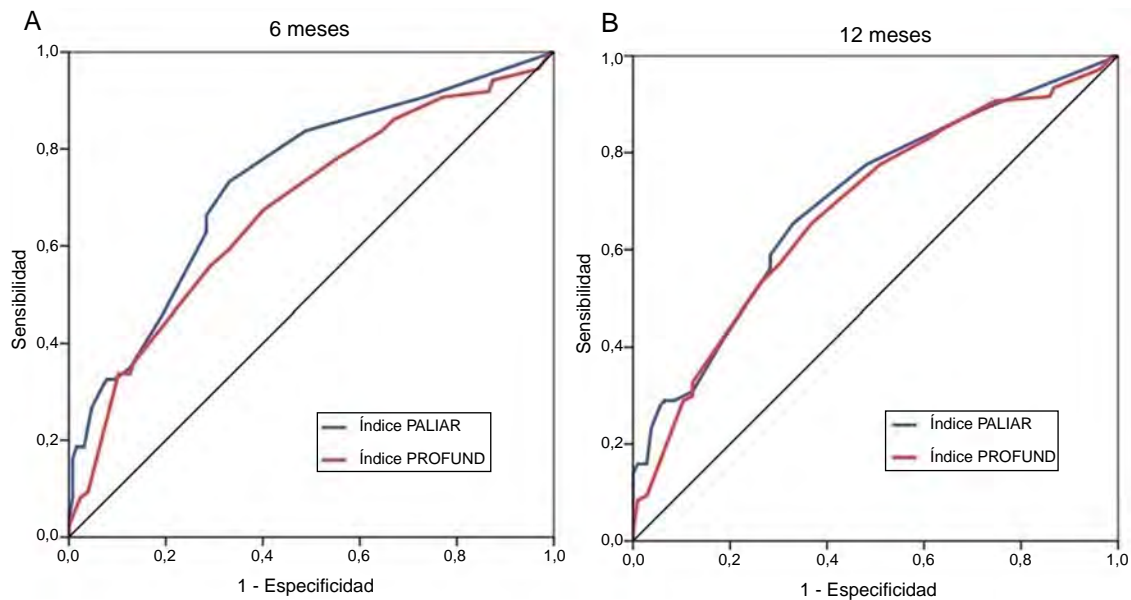 A
6 meses
1,0
0,8
0,6
0,4
0,2
0,0
Sensibilidad
0,0 0,2 0,4 0,6 0,8 1,0
1 - Especificidad
Índice PALIAR
Índice PROFUND
B
12 meses
1,0
0,8
0,6
0,4
0,2
0,0
Sensibilidad
0,0 0,2 0,4 0,6 0,8 1,0
1 - Especificidad
Índice PALIAR
Índice PROFUND